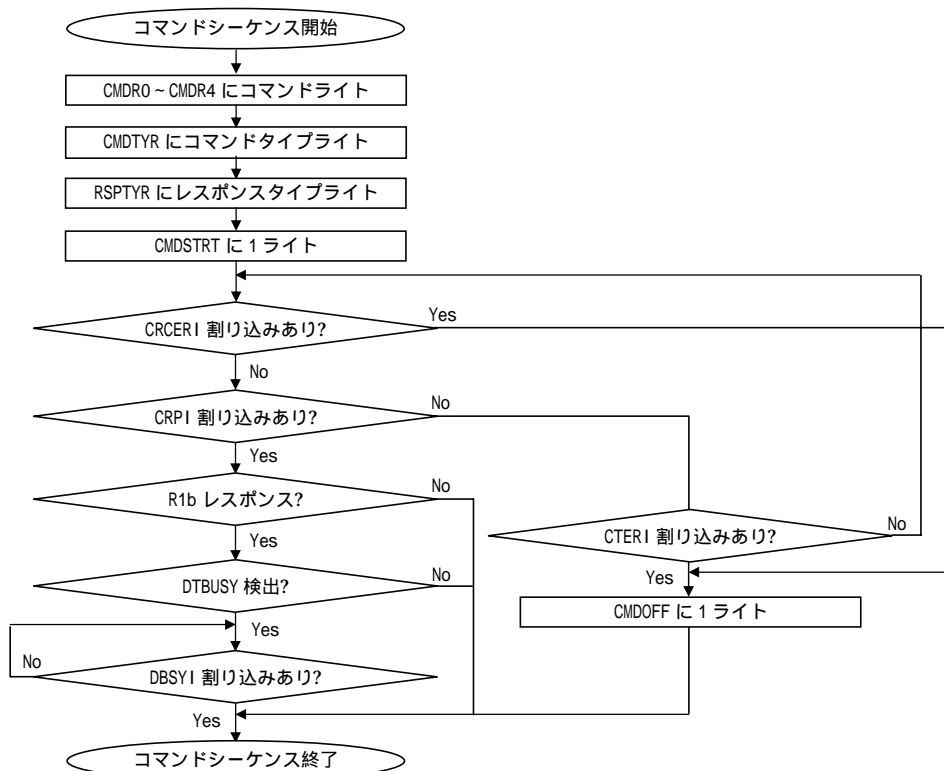 コマンドシーケンス開始
CMDR0~CMDR4 にコマンドライト
CMDTYR にコマンドタイプライト
RSPTYR にレスポンスタイプライト
CMDSTRT に 1 ライト
CRCERI 割り込みあり?
Yes
No
CRPI 割り込みあり?
No
Yes
R1b レスポンス?
No
Yes
CTERI 割り込みあり?
No
Yes
DTBUSY 検出?
No
Yes
CMDOFF に 1 ライト
DBSYI 割り込みあり?
No
Yes
コマンドシーケンス終了